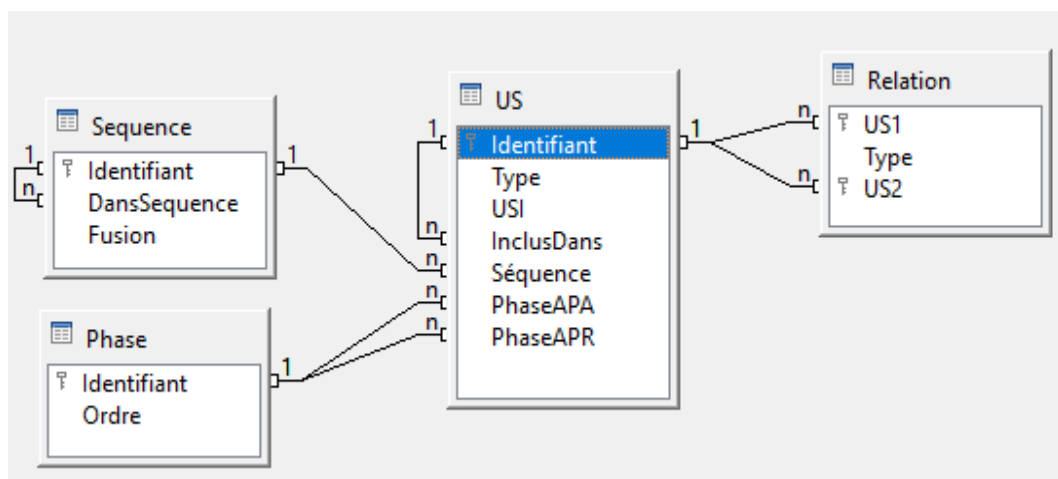 Sequence
Identifiant
DansSequence
Fusion
1
n
1
Phase
Identifiant
Ordre
1
US
Identifiant
Type
USI
InclusDans
Séquence
PhaseAPA
PhaseAPR
1
n
n
n
n
1
Relation
US1
Type
US2
n
n